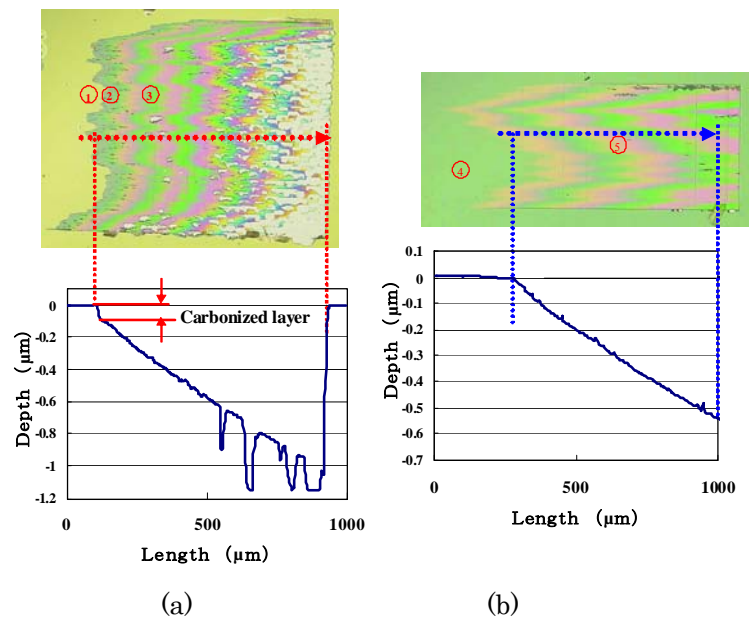 ① ② ③
④ ⑤
Depth (μm)
0
-0.2
-0.4
-0.6
-0.8
-1
-1.2
Carbonized layer
0 500 1000
Length (μm)
(a)
Depth (μm)
0.1
0
-0.1
-0.2
-0.3
-0.4
-0.5
-0.6
-0.7
0 500 1000
Length (μm)
(b)